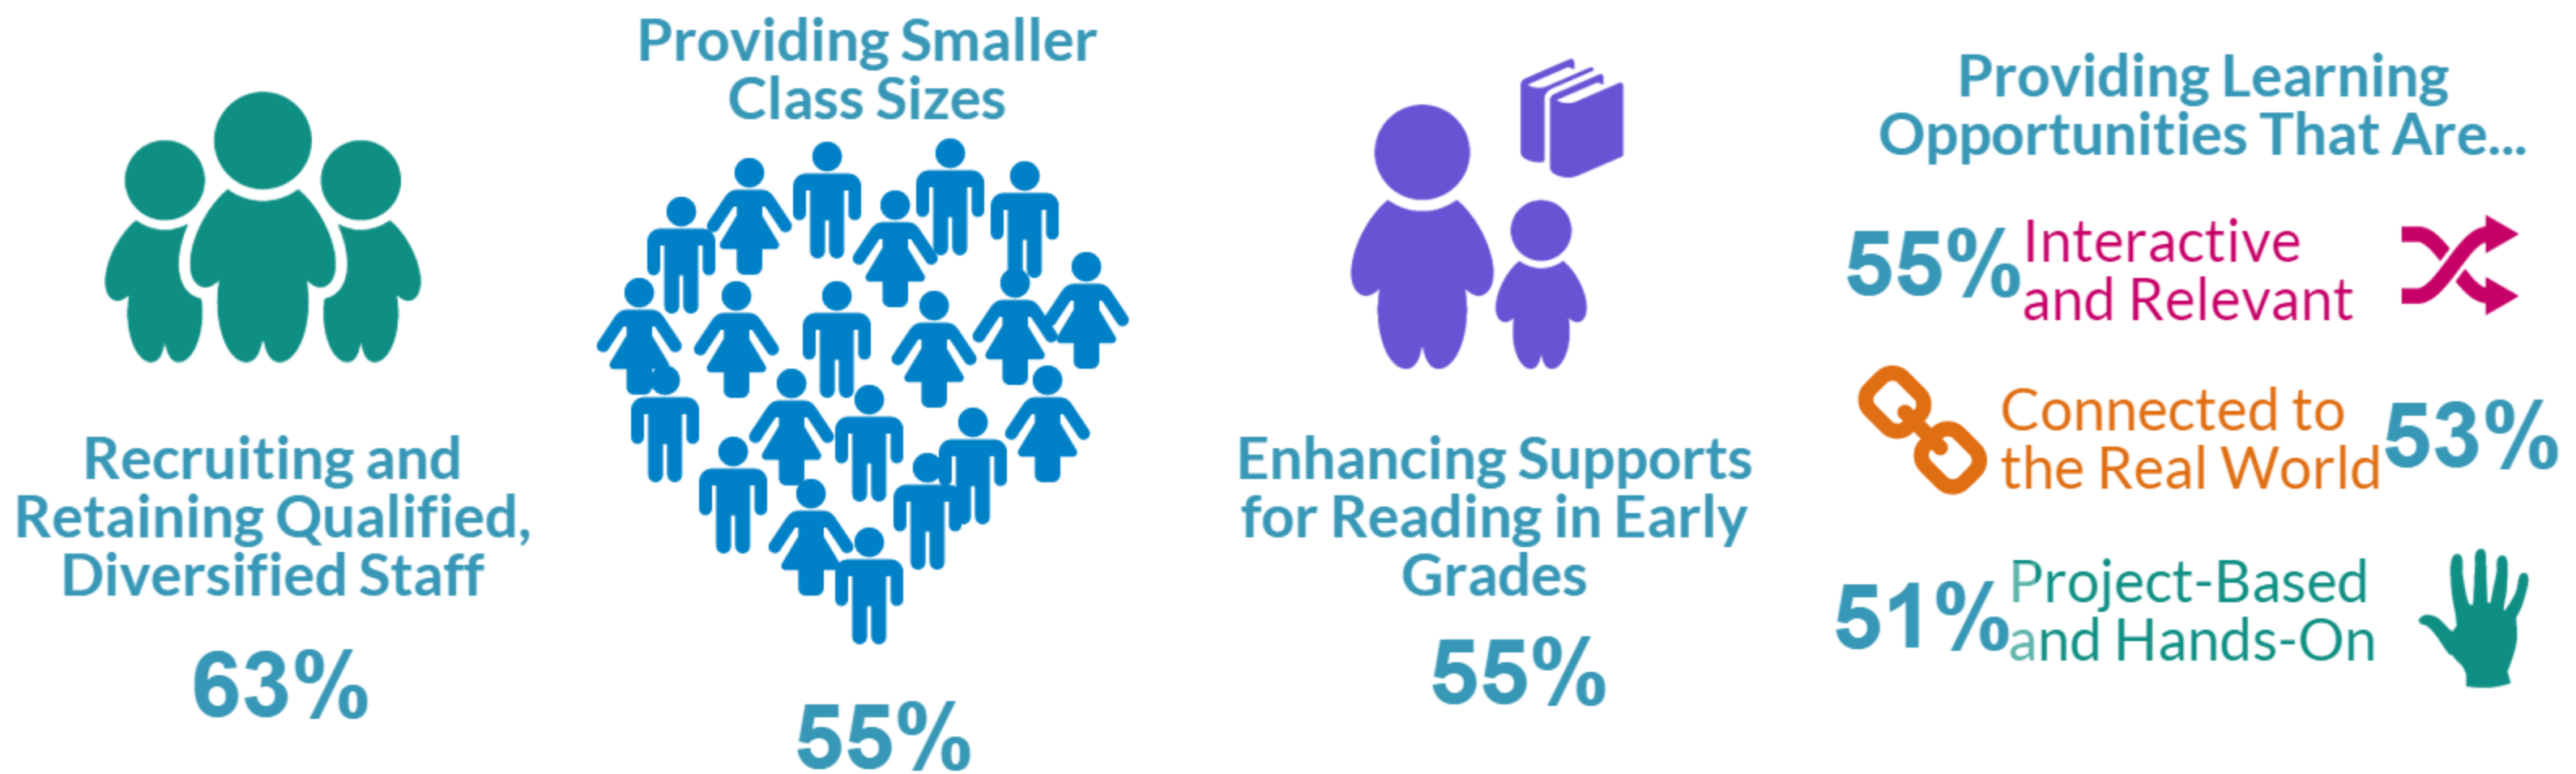 Recruiting and
Retaining Qualified,
Diversified Staff
63%
Providing Smaller
Class Sizes
55%
Enhancing Supports
for Reading in Early
Grades
55%
Providing Learning
Opportunities That Are...
55%
Interactive
and Relevant
Connected to
the Real World
53%
51%
Project-Based
and Hands-On